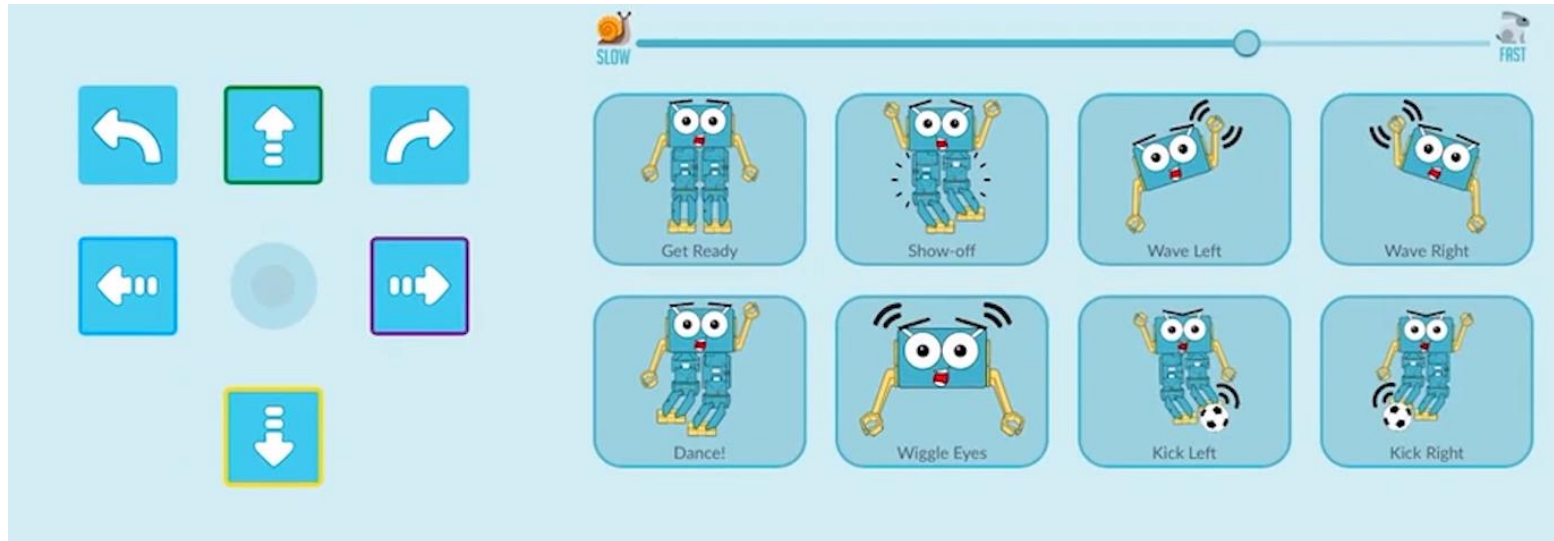 SLOW
FAST
Get Ready
Show-off
Wave Left
Wave Right
Dance!
Wiggle Eyes
Kick Left
Kick Right